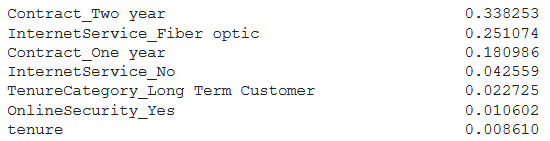 Contract_Two year 0.338253
InternetService_Fiber optic 0.251074
Contract_One year 0.180986
InternetService_No 0.042559
TenureCategory_Long Term Customer 0.022725
OnlineSecurity_Yes 0.010602
tenure 0.008610